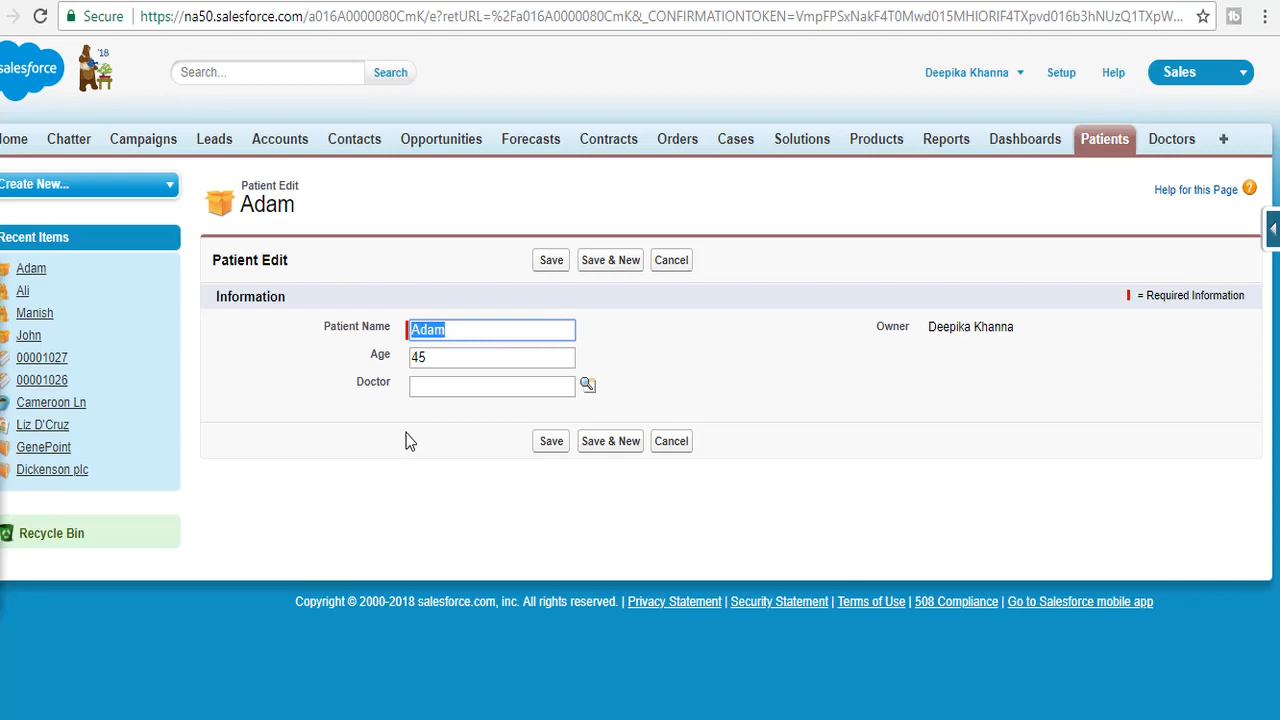 Secure
https://na50.salesforce.com/a016A0000080CmK/e?retURL=%2Fa016A0000080CmK&_CONFIRMATIONTOKEN=VmpFPSxNakF4T0Mwd015MHIORIF4TXpvd016b3hNUzQ1TXpW...
salesforce
'18
Search...
Search
Deepika Khanna
Setup
Help
Sales
ome Chatter Campaigns Leads Accounts Contacts Opportunities Forecasts Contracts Orders Cases Solutions Products Reports Dashboards Patients Doctors +
Create New...
Recent Items
Adam
Ali
Manish
John
00001027
00001026
Cameroon Ln
Liz D'Cruz
GenePoint
Dickenson plc
Recycle Bin
Patient Edit
Adam
Help for this Page ?
Patient Edit
Save
Save & New
Cancel
Information
= Required Information
Patient Name
Adam
Owner
Deepika Khanna
Age
45
Doctor
Save
Save & New
Cancel
Copyright © 2000-2018 salesforce.com, inc. All rights reserved. | Privacy Statement | Security Statement | Terms of Use | 508 Compliance | Go to Salesforce mobile app